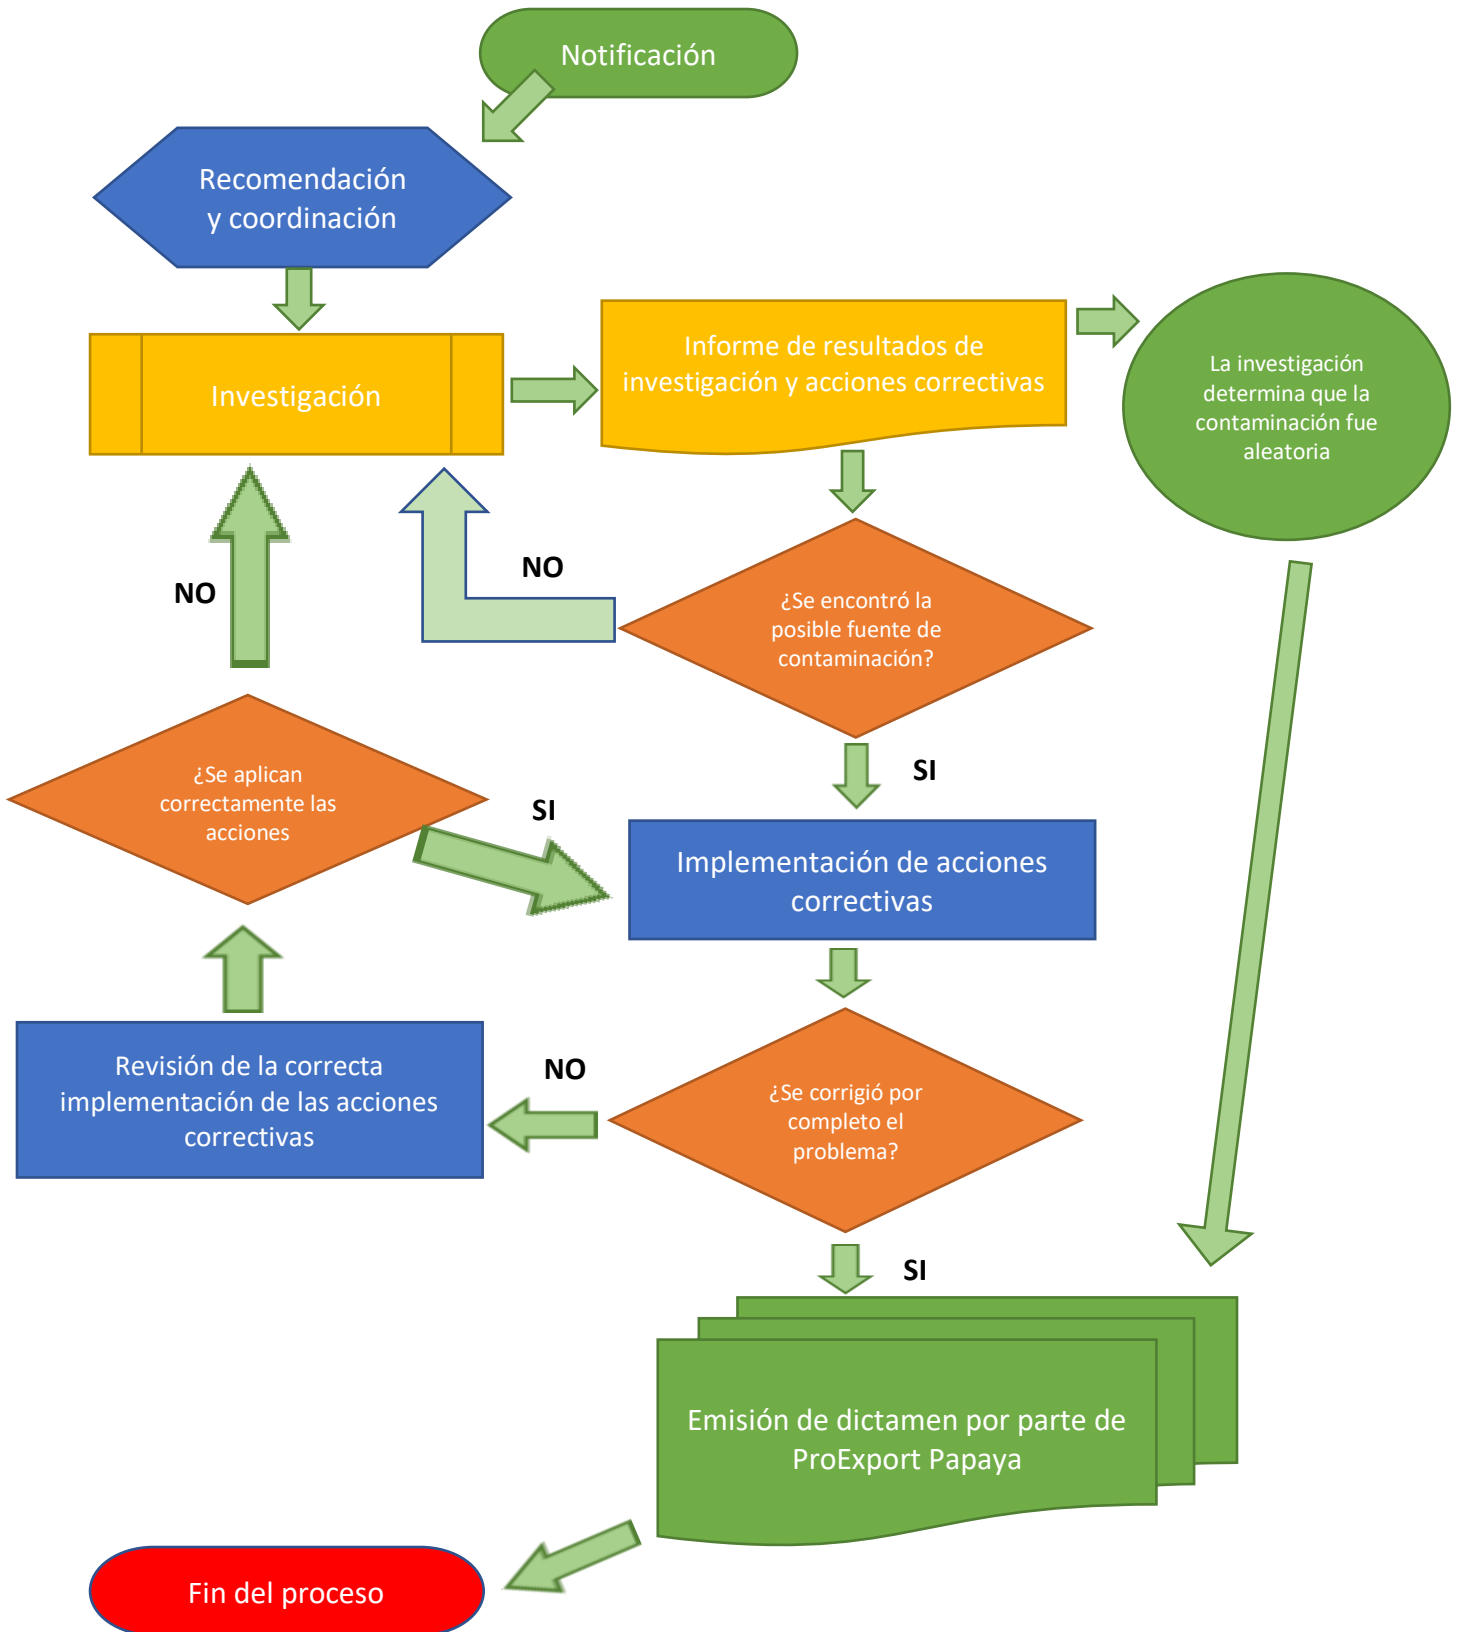 Notificación
Recomendación
y coordinación
Investigación
Informe de resultados de
investigación y acciones correctivas
La investigación
determina que la
contaminación fue
aleatoria
NO
NO
¿Se encontró la
posible fuente de
contaminación?
SI
¿Se aplican
correctamente las
acciones
SI
Implementación de acciones
correctivas
Revisión de la correcta
implementación de las acciones
correctivas
NO
¿Se corrigió por
completo el
problema?
SI
Emisión de dictamen por parte de
ProExport Papaya
Fin del proceso